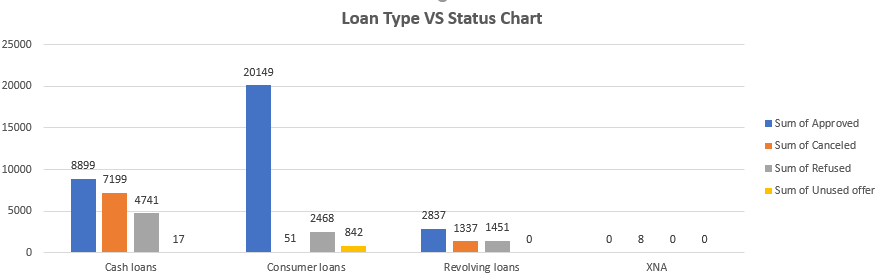 Loan Type VS Status Chart
25000
20000
15000
10000
5000
0
8899
7199
4741
17
20149
51
2468
842
2837
1337
1451
0
0
8
0
0
Cash loans
Consumer loans
Revolving loans
XNA
Sum of Approved
Sum of Canceled
Sum of Refused
Sum of Unused offer